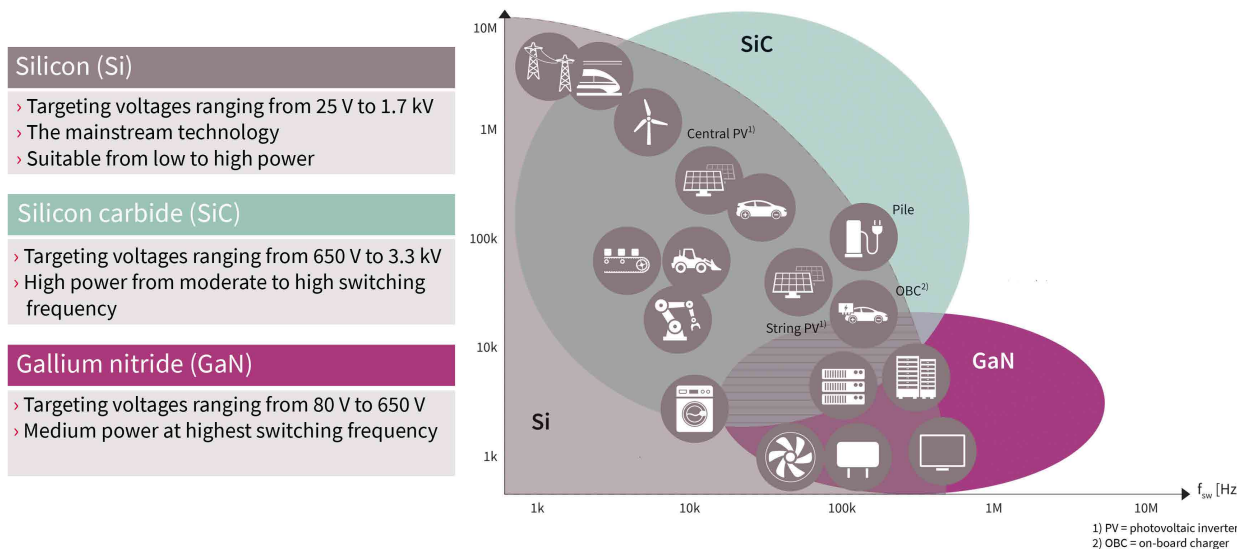 Silicon (Si)
› Targeting voltages ranging from 25 V to 1.7 kV
› The mainstream technology
› Suitable from low to high power
Silicon carbide (SiC)
› Targeting voltages ranging from 650 V to 3.3 kV
› High power from moderate to high switching
frequency
Gallium nitride (GaN)
› Targeting voltages ranging from 80 V to 650 V
› Medium power at highest switching frequency
10M
1M
100k
10k
1k
SiC
Central PV1)
Pile
OBC2)
String PV1)
GaN
Si
1k
10k
100k
1M
10M
fsw [Hz
1) PV = photovoltaic inverter
2) OBC = on-board charger